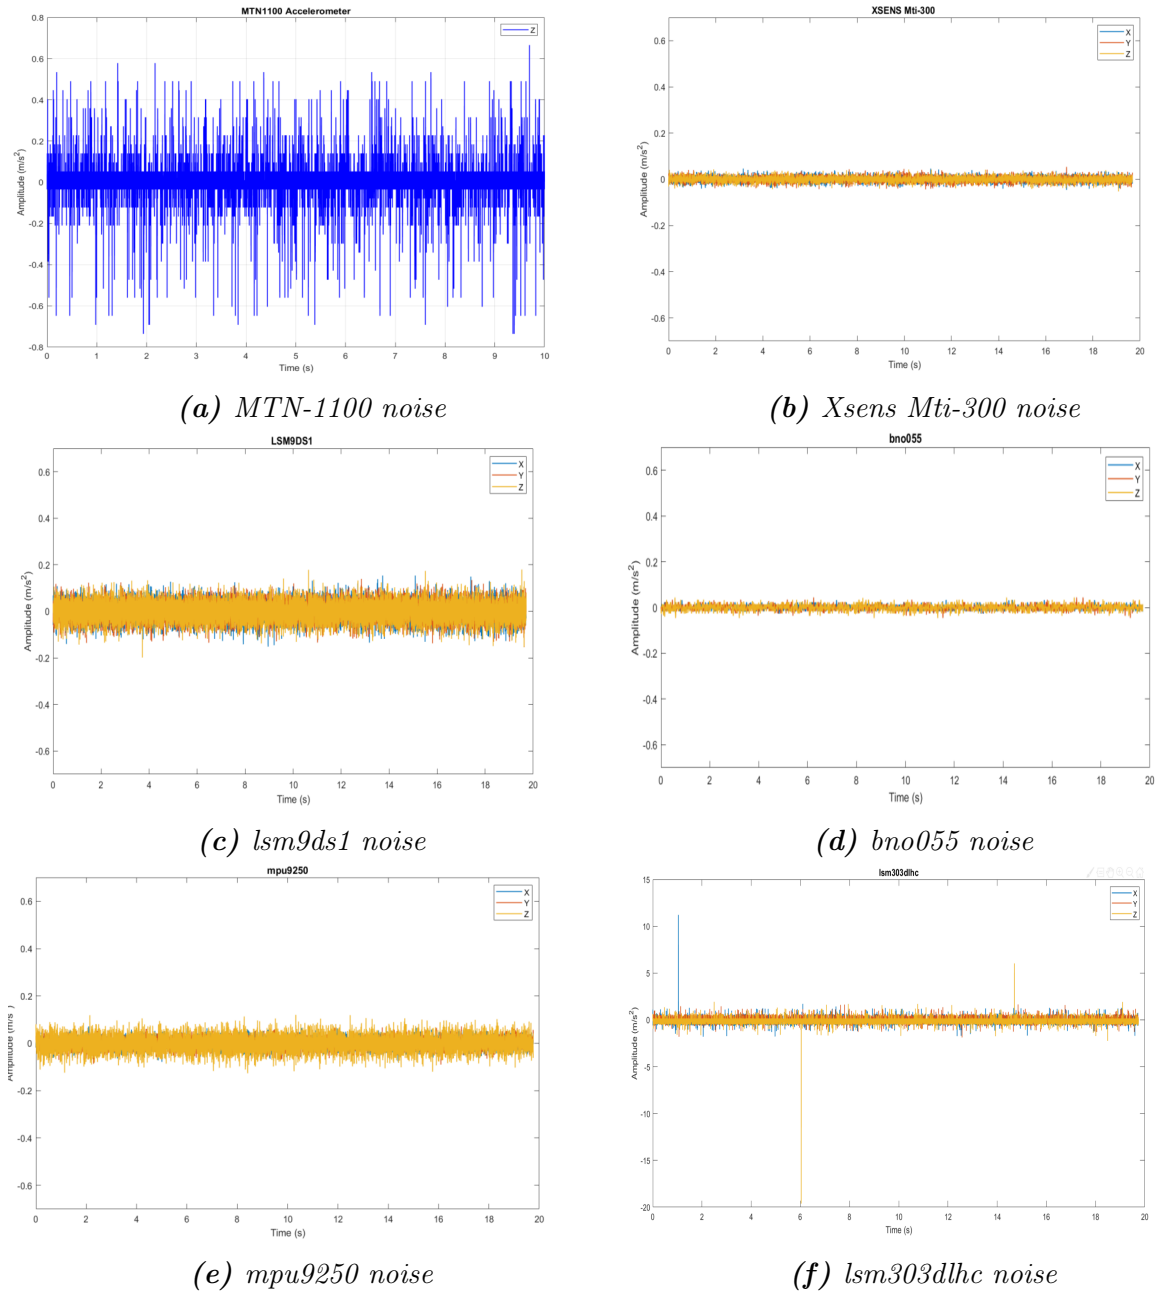 MTN1100 Accelerometer
Z
0.8
0.6
0.4
0.2
0
-0.2
-0.4
-0.6
-0.8
Amplitude (m/s²)
0 1 2 3 4 5 6 7 8 9 10
Time (s)
(a) MTN-1100 noise
XSENS Mti-300
X
Y
Z
0.6
0.4
0.2
0
-0.2
-0.4
-0.6
Amplitude (m/s²)
0 2 4 6 8 10 12 14 16 18 20
Time (s)
(b) Xsens Mti-300 noise
LSM9DS1
X
Y
Z
0.6
0.4
0.2
0
-0.2
-0.4
-0.6
Amplitude (m/s²)
0 2 4 6 8 10 12 14 16 18 20
Time (s)
(c) lsm9ds1 noise
bno055
X
Y
Z
0.6
0.4
0.2
0
-0.2
-0.4
-0.6
Amplitude (m/s²)
0 2 4 6 8 10 12 14 16 18 20
Time (s)
(d) bno055 noise
mpu9250
X
Y
Z
0.6
0.4
0.2
0
-0.2
-0.4
-0.6
Amplitude (m/s )
0 2 4 6 8 10 12 14 16 18 20
Time (s)
(e) mpu9250 noise
lsm303dlhc
X
Y
Z
15
10
5
0
-5
-10
-15
-20
Amplitude (m/s²)
0 2 4 6 8 10 12 14 16 18 20
Time (s)
(f) lsm303dlhc noise